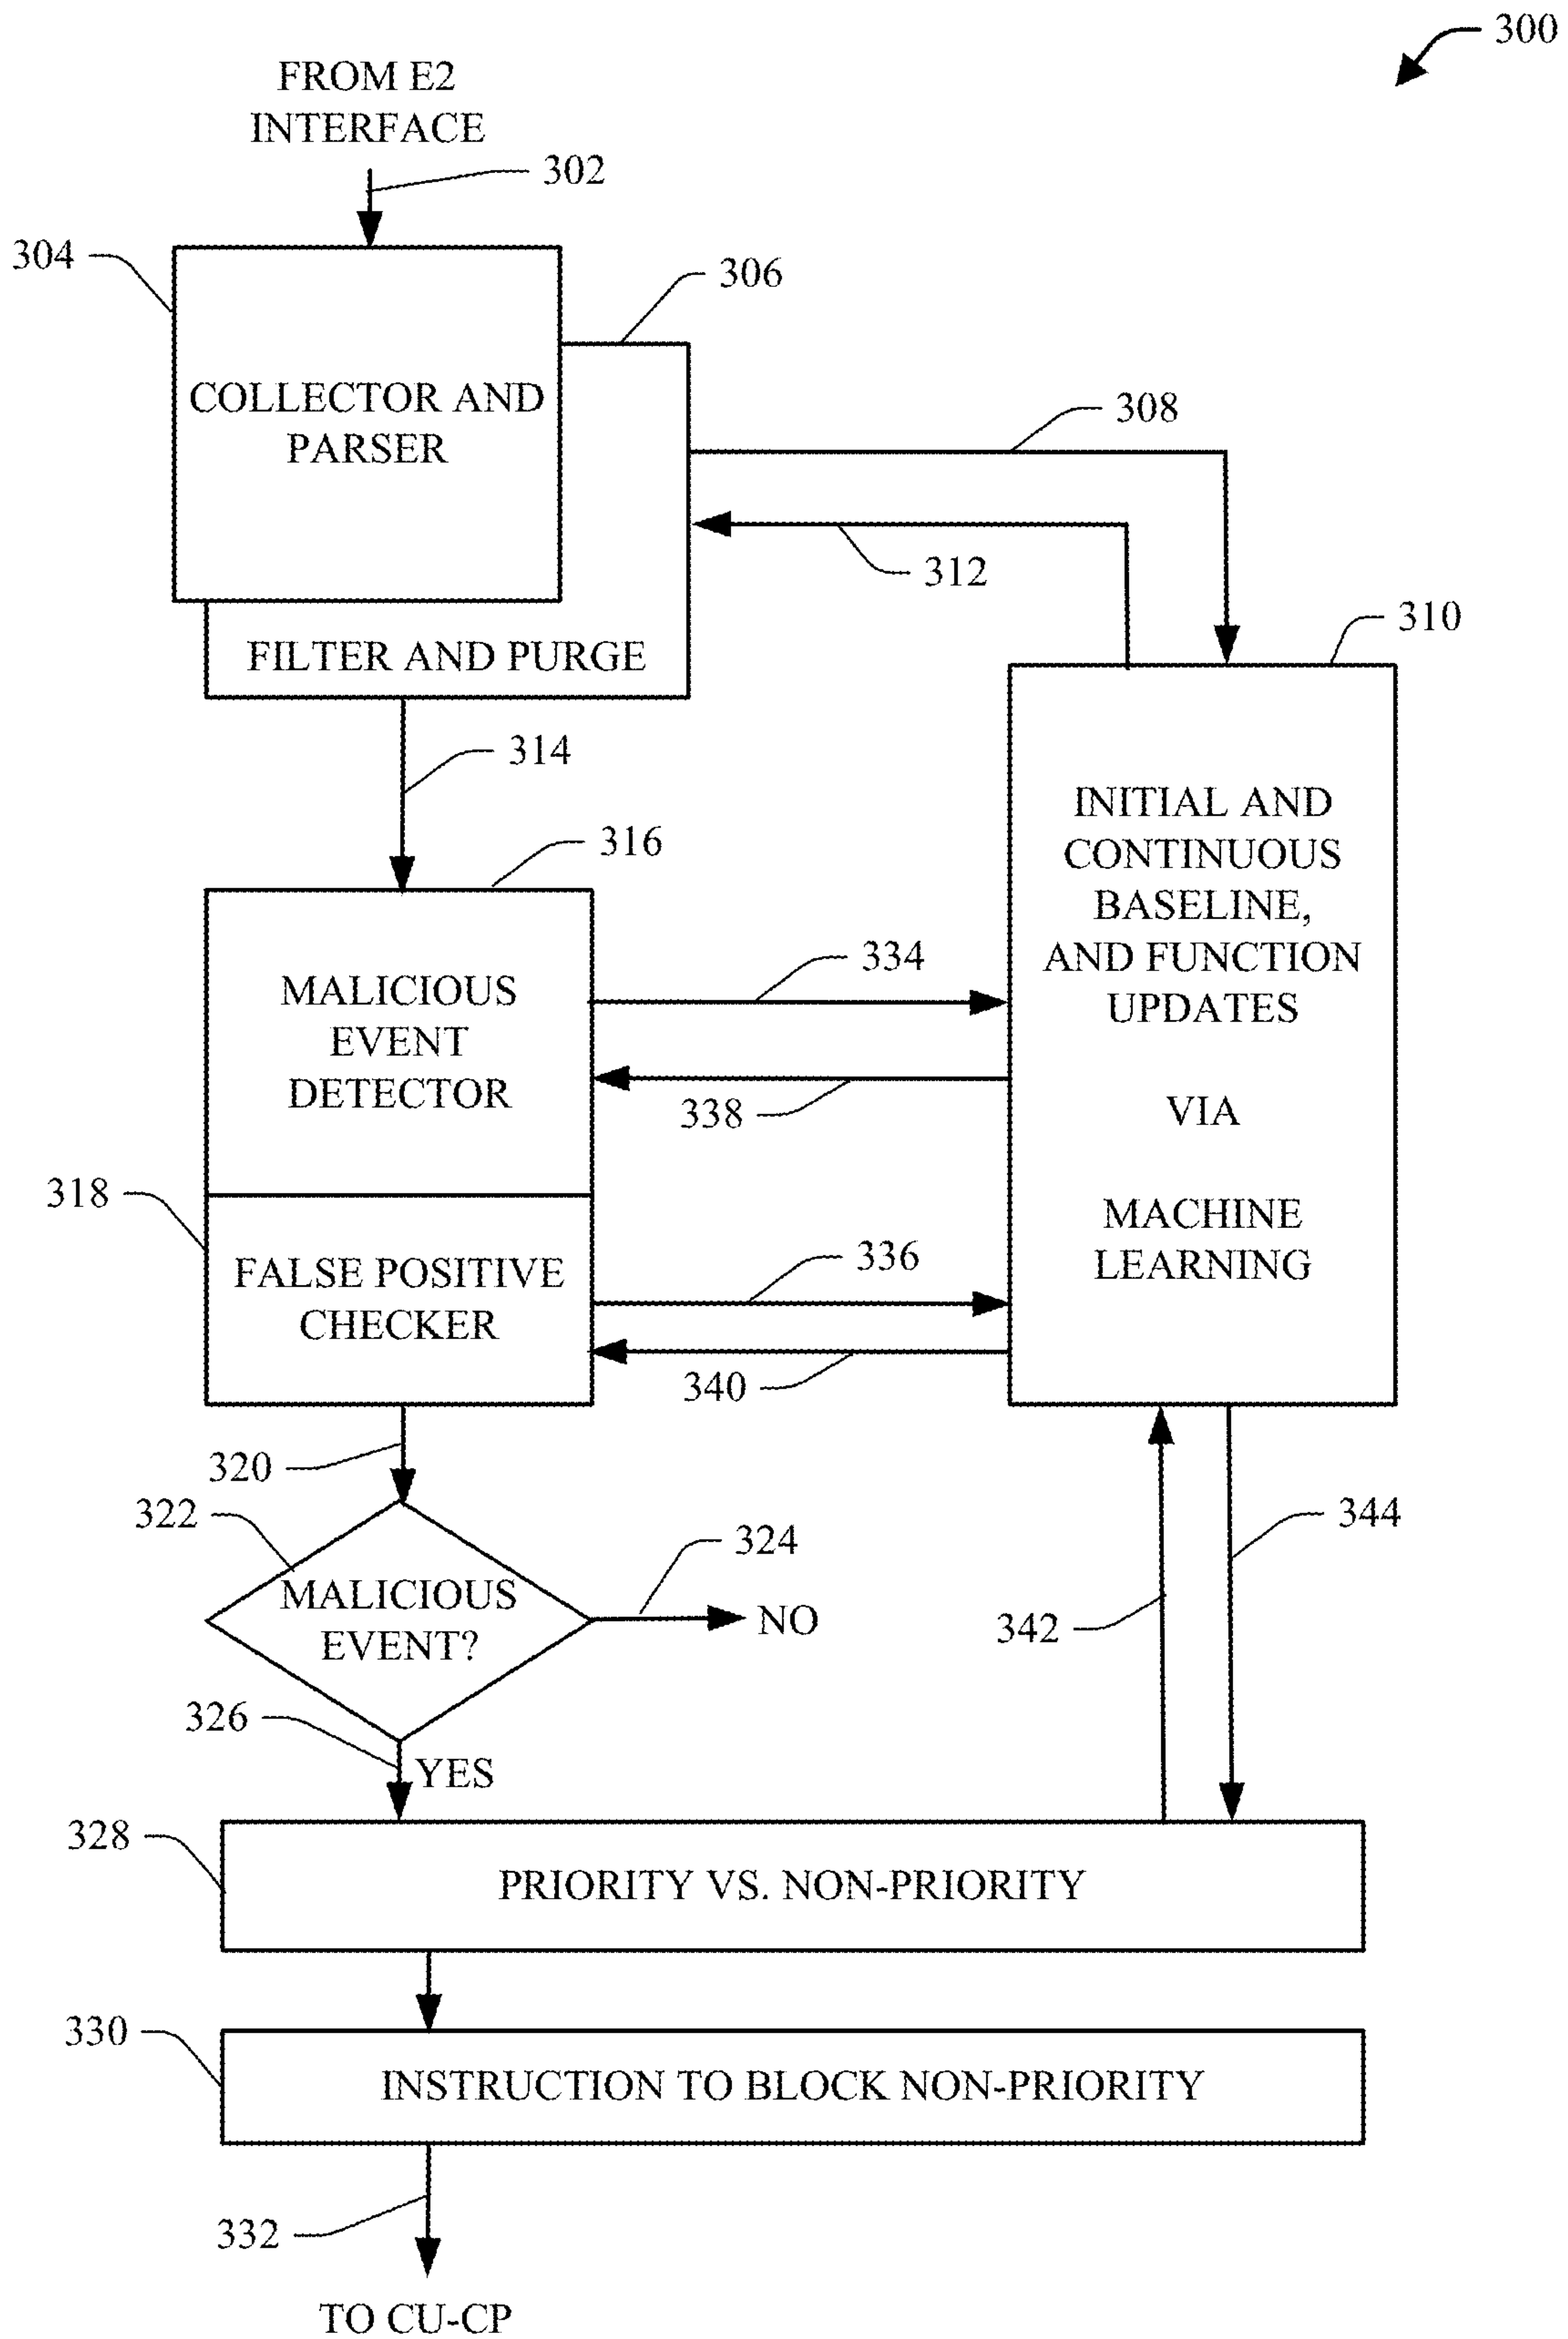 300
FROM E2
INTERFACE
302
304
306
COLLECTOR AND
PARSER
308
312
FILTER AND PURGE
310
314
316
INITIAL AND
CONTINUOUS
BASELINE,
AND FUNCTION
UPDATES
VIA
MACHINE
LEARNING
MALICIOUS
EVENT
DETECTOR
334
338
318
FALSE POSITIVE
CHECKER
336
340
320
322
MALICIOUS
EVENT?
324
NO
342
344
326
YES
328
PRIORITY VS. NON-PRIORITY
330
INSTRUCTION TO BLOCK NON-PRIORITY
332
TO CU-CP